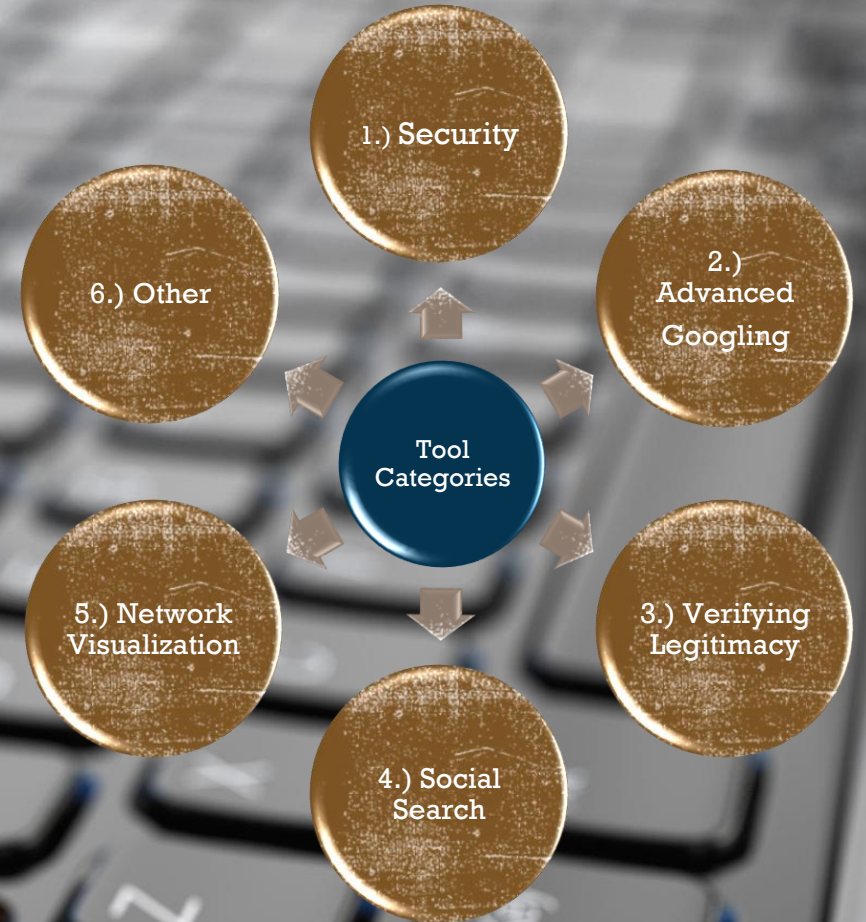 1.) Security
2.)
Advanced
Googling
3.) Verifying
Legitimacy
4.) Social
Search
5.) Network
Visualization
6.) Other
Tool
Categories